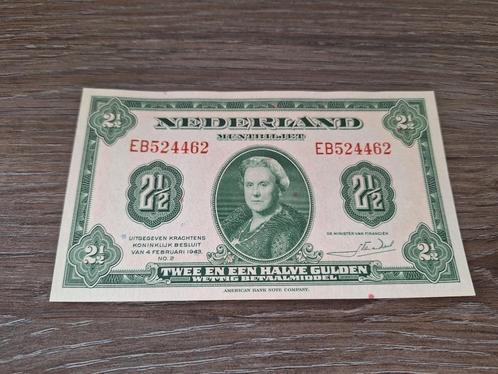 2½ NEDERLAND 2½
MUNTBILJET
EB524462 EB524462
2½ 2½
UITGEGEVEN KRACHTENS
KONINKLIJK BESLUIT
VAN 4 FEBRUARI 1943
NO. 2
DE MINISTER VAN FINANCIËN
2½ TWEE EN EEN HALVE GULDEN 2½
WETTIG BETAALMIDDEL
AMERICAN BANK NOTE COMPANY.